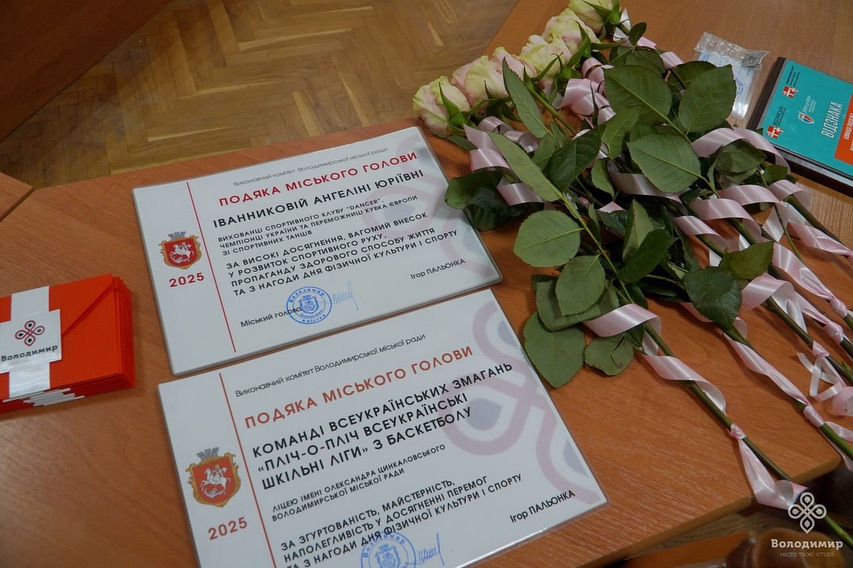 Виконавчий комітет Володимирської міської ради
ПОДЯКА МІСЬКОГО ГОЛОВИ
ІВАННИКОВІЙ АНГЕЛІНІ ЮРІЇВНІ
ВИХОВАНЦІ СПОРТИВНОГО КЛУБУ "DANCER",
ЧЕМПІОНЦІ УКРАЇНИ ТА ПЕРЕМОЖНИЦІ КУБКА ЄВРОПИ
ЗІ СПОРТИВНИХ ТАНЦІВ
ЗА ВИСОКІ ДОСЯГНЕННЯ, ВАГОМИЙ ВНЕСОК
У РОЗВИТОК СПОРТИВНОГО РУХУ,
ПРОПАГАНДУ ЗДОРОВОГО СПОСОБУ ЖИТТЯ
ТА З НАГОДИ ДНЯ ФІЗИЧНОЇ КУЛЬТУРИ І СПОРТУ
2025
Міський голова
Ігор ПАЛЬОНКА
Володимир
Виконавчий комітет Володимирської міської ради
ПОДЯКА МІСЬКОГО ГОЛОВИ
КОМАНДІ ВСЕУКРАЇНСЬКИХ ЗМАГАНЬ
"ПЛІЧ-О-ПЛІЧ ВСЕУКРАЇНСЬКІ
ШКІЛЬНІ ЛІГИ" З БАСКЕТБОЛУ
ЛІЦЕЮ ІМЕНІ ОЛЕКСАНДРА ЦИНКАЛОВСЬКОГО
ВОЛОДИМИРСЬКОЇ МІСЬКОЇ РАДИ
ЗА ЗГУРТОВАНІСТЬ, МАЙСТЕРНІСТЬ,
НАПОЛЕГЛИВІСТЬ У ДОСЯГНЕННІ ПЕРЕМОГ
ТА З НАГОДИ ДНЯ ФІЗИЧНОЇ КУЛЬТУРИ І СПОРТУ
2025
Ігор ПАЛЬОНКА
ВІДЗНАКА
Володимир
місто твоєї історії